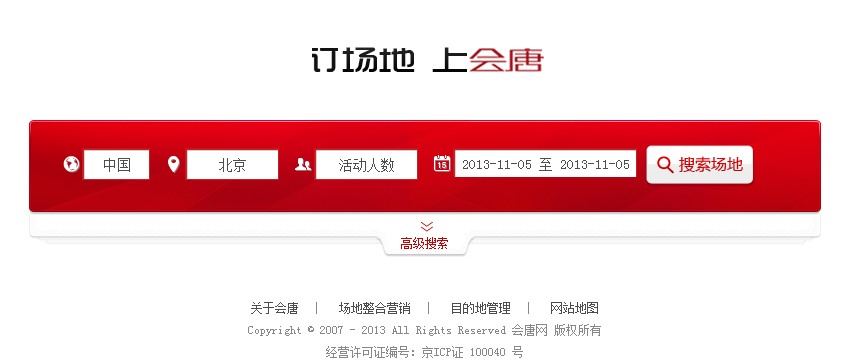 订场地 上会唐
中国 北京 活动人数 2013-11-05 至 2013-11-05 搜索场地
15
高级搜索
关于会唐 | 场地整合营销 | 目的地管理 | 网站地图
Copyright © 2007 - 2013 All Rights Reserved 会唐网 版权所有
经营许可证编号: 京ICP证 100040 号